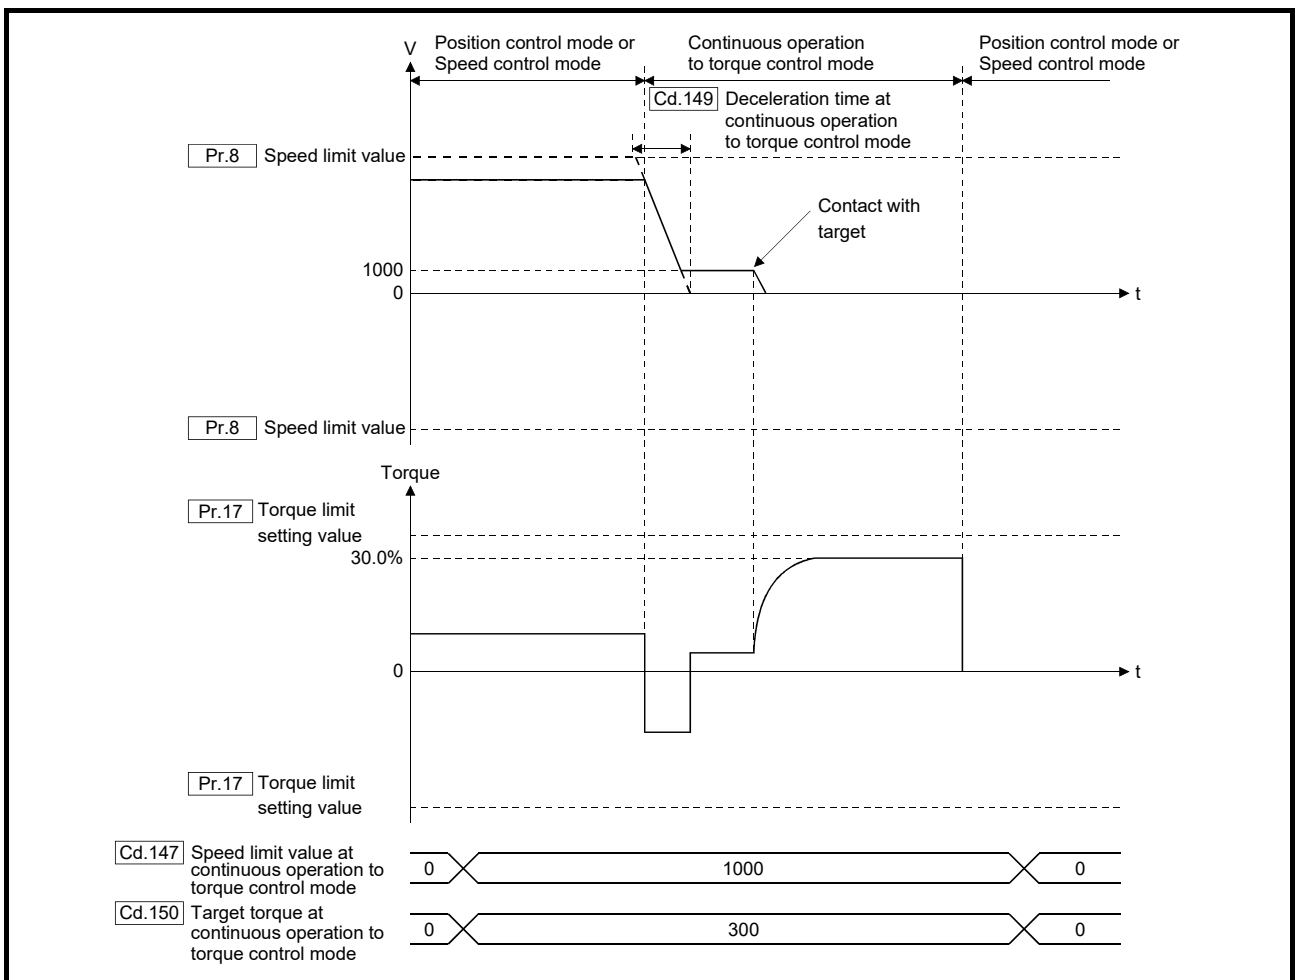 V
Position control mode or
Speed control mode
Continuous operation
to torque control mode
Position control mode or
Speed control mode
Cd.149 Deceleration time at
continuous operation
to torque control mode
Pr.8 Speed limit value
Contact with
target
1000
0
t
Pr.8 Speed limit value
Torque
Pr.17 Torque limit
setting value
30.0%
0
t
Pr.17 Torque limit
setting value
Cd.147 Speed limit value at
continuous operation to
torque control mode
0 1000 0
Cd.150 Target torque at
continuous operation to
torque control mode
0 300 0